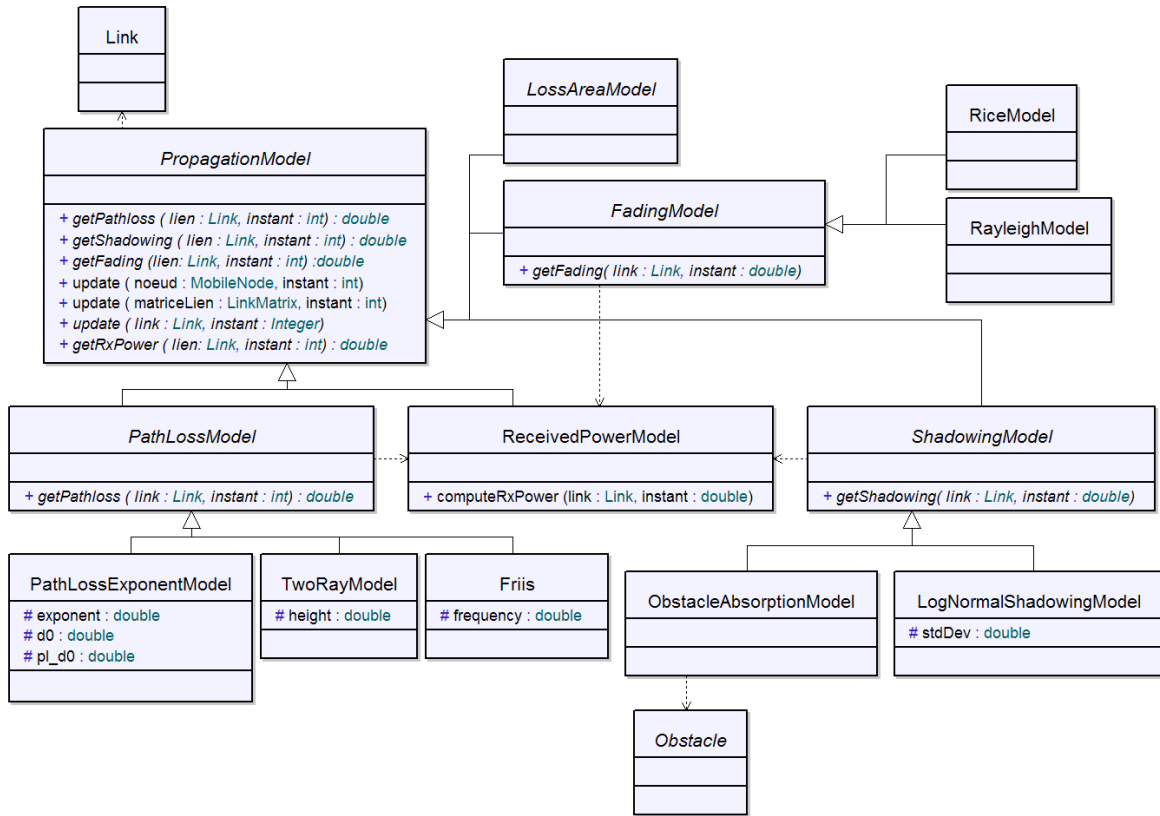 Link
LossAreaModel
RiceModel
PropagationModel
+ getPathloss ( lien : Link, instant : int) : double
+ getShadowing ( lien : Link, instant : int) : double
+ getFading (lien: Link, instant : int) :double
+ update ( noeud : MobileNode, instant : int)
+ update ( matriceLien : LinkMatrix, instant : int)
+ update ( link : Link, instant : Integer)
+ getRxPower ( lien: Link, instant : int) : double
FadingModel
+ getFading( link : Link, instant : double)
RayleighModel
PathLossModel
+ getPathloss ( link : Link, instant : int) : double
ReceivedPowerModel
+ computeRxPower (link : Link, instant : double)
ShadowingModel
+ getShadowing( link : Link, instant : double)
PathLossExponentModel
# exponent : double
# d0 : double
# pl_d0 : double
TwoRayModel
# height : double
Friis
# frequency : double
ObstacleAbsorptionModel
LogNormalShadowingModel
# stdDev : double
Obstacle